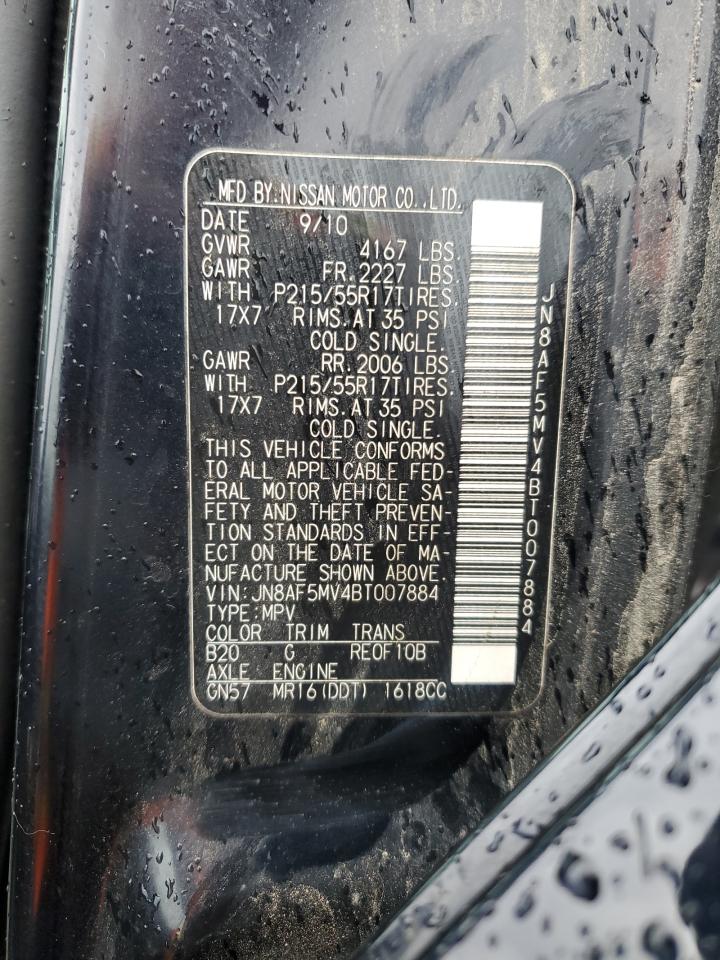 MFD BY:NISSAN MOTOR CO.,LTD.
DATE 9/10
GVWR 4167 LBS.
GAWR FR.2227 LBS.
WITH P215/55R17TIRES.
17X7 RIMS.AT 35 PSI
COLD SINGLE.
GAWR RR.2006 LBS.
WITH P215/55R17TIRES.
17X7 RIMS.AT 35 PSI
COLD SINGLE.
THIS VEHICLE CONFORMS
TO ALL APPLICABLE FED-
ERAL MOTOR VEHICLE SA-
FETY AND THEFT PREVEN-
TION STANDARDS IN EFF-
ECT ON THE DATE OF MA-
NUFACTURE SHOWN ABOVE.
VIN:JN8AF5MV4BT007884
TYPE:MPV
COLOR TRIM TRANS
B20 G RE0F10B
AXLE ENGINE
GN57 MR16(DDT) 1618CC
JN8AF5MV4BT007884